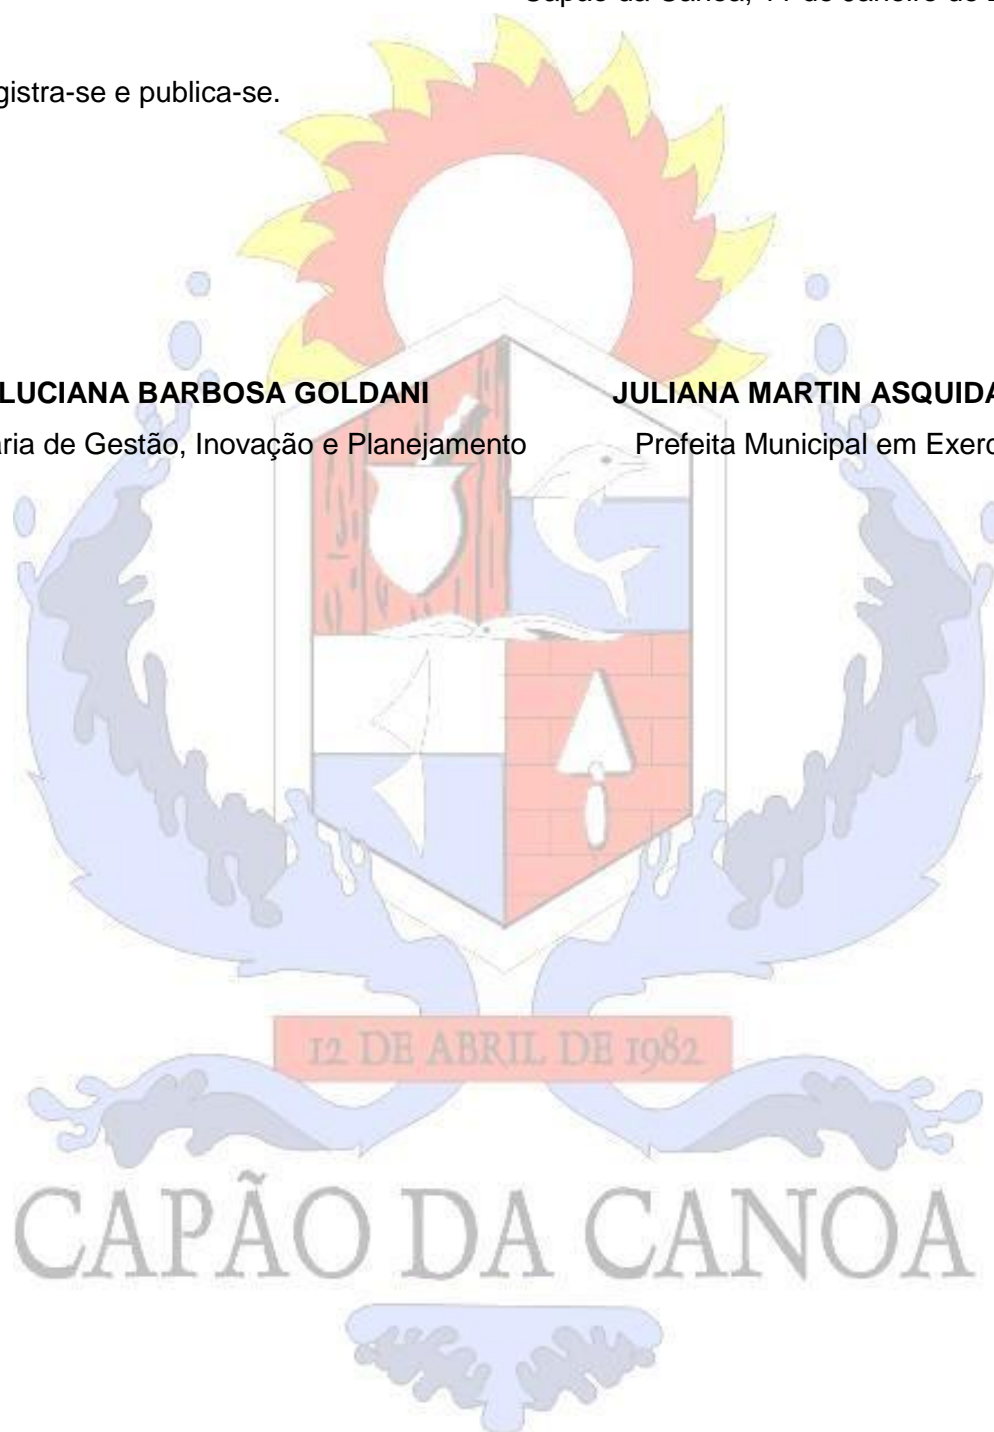 gistra-se e publica-se.
LUCIANA BARBOSA GOLDANI JULIANA MARTIN ASQUIDA
ria de Gestão, Inovação e Planejamento Prefeita Municipal em Exerc
12 DE ABRIL DE 1982
CAPÃO DA CANOA